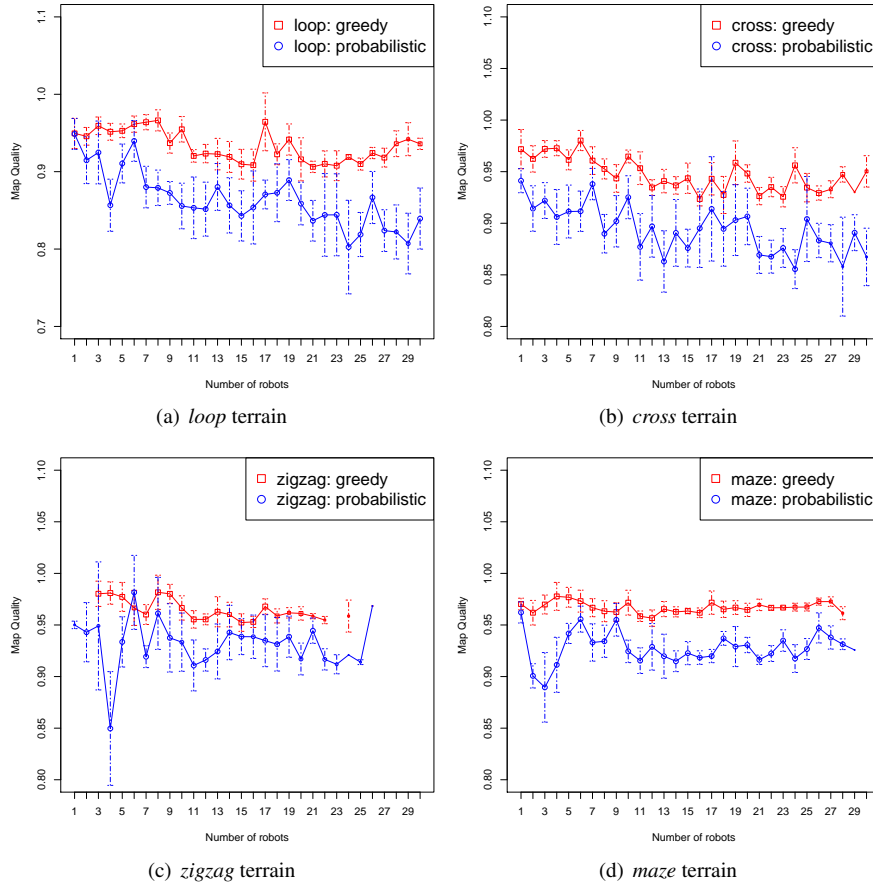 loop: greedy
loop: probabilistic
Map Quality
0.7 0.8 0.9 1.0 1.1
1 3 5 7 9 11 13 15 17 19 21 23 25 27 29
Number of robots
(a) loop terrain
cross: greedy
cross: probabilistic
Map Quality
0.80 0.85 0.90 0.95 1.00 1.05 1.10
1 3 5 7 9 11 13 15 17 19 21 23 25 27 29
Number of robots
(b) cross terrain
zigzag: greedy
zigzag: probabilistic
Map Quality
0.80 0.85 0.90 0.95 1.00 1.05 1.10
1 3 5 7 9 11 13 15 17 19 21 23 25 27 29
Number of robots
(c) zigzag terrain
maze: greedy
maze: probabilistic
Map Quality
0.80 0.85 0.90 0.95 1.00 1.05 1.10
1 3 5 7 9 11 13 15 17 19 21 23 25 27 29
Number of robots
(d) maze terrain